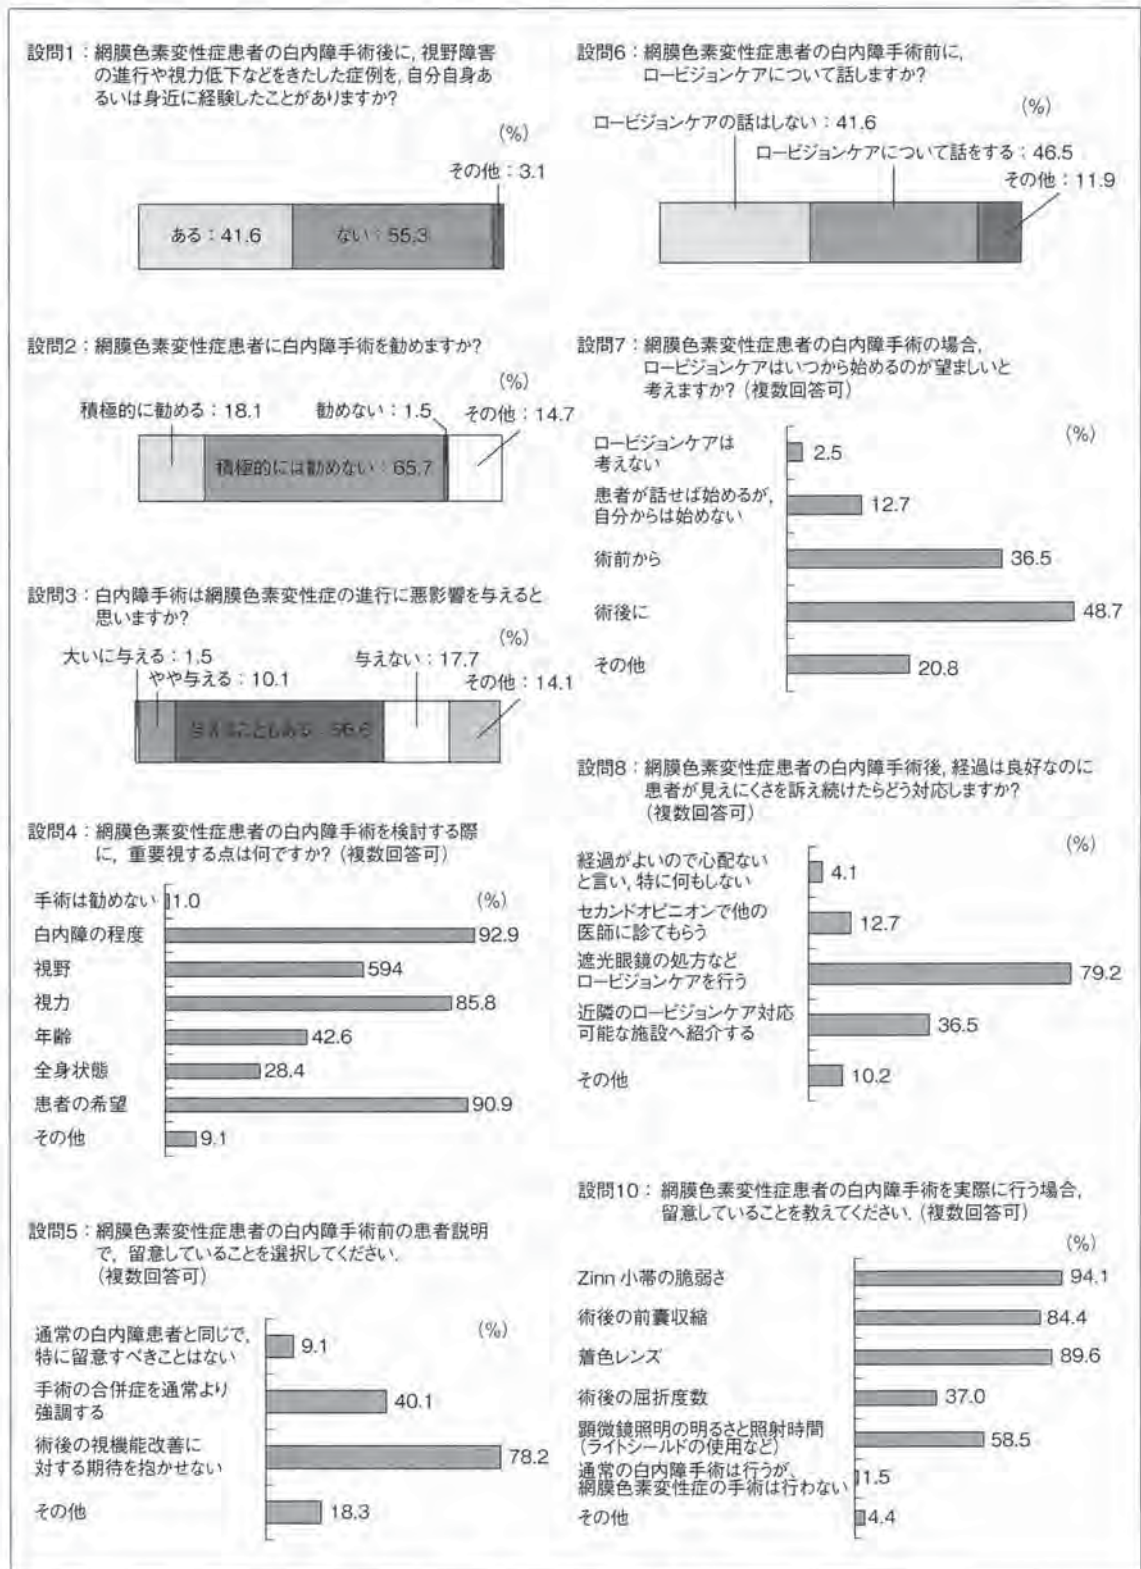 設問1:網膜色素変性症患者の白内障手術後に,視野障害
の進行や視力低下などをきたした症例を,自分自身あ
るいは身近に経験したことがありますか?
(%)
その他:3.1
ある:41.6
ない:55.3
設問2:網膜色素変性症患者に白内障手術を勧めますか?
(%)
積極的に勧める:18.1
勧めない:1.5
その他:14.7
積極的には勧めない:65.7
設問3:白内障手術は網膜色素変性症の進行に悪影響を与えると
思いますか?
(%)
大いに与える:1.5
与えない:17.7
やや与える:10.1
その他:14.1
与えることもある:56.6
設問4:網膜色素変性症患者の白内障手術を検討する際
に,重要視する点は何ですか?(複数回答可)
(%)
手術は勧めない 1.0
白内障の程度 92.9
視野 594
視力 85.8
年齢 42.6
全身状態 28.4
患者の希望 90.9
その他 9.1
設問5:網膜色素変性症患者の白内障手術前の患者説明
で,留意していることを選択してください.
(複数回答可)
(%)
通常の白内障患者と同じで,
特に留意すべきことはない
9.1
手術の合併症を通常より
強調する
40.1
術後の視機能改善に
対する期待を抱かせない
78.2
その他 18.3
設問6:網膜色素変性症患者の白内障手術前に,
ロービジョンケアについて話しますか?
(%)
ロービジョンケアの話はしない:41.6
ロービジョンケアについて話をする:46.5
その他:11.9
設問7:網膜色素変性症患者の白内障手術の場合,
ロービジョンケアはいつから始めるのが望ましいと
考えますか?(複数回答可)
(%)
ロービジョンケアは
考えない
2.5
患者が話せば始めるが,
自分からは始めない
12.7
術前から 36.5
術後に 48.7
その他 20.8
設問8:網膜色素変性症患者の白内障手術後,経過は良好なのに
患者が見えにくさを訴え続けたらどう対応しますか?
(複数回答可)
(%)
経過がよいので心配ない
と言い,特に何もしない
4.1
セカンドオピニオンで他の
医師に診てもらう
12.7
遮光眼鏡の処方など
ロービジョンケアを行う
79.2
近隣のロービジョンケア対応
可能な施設へ紹介する
36.5
その他 10.2
設問10:網膜色素変性症患者の白内障手術を実際に行う場合,
留意していることを教えてください.(複数回答可)
(%)
Zinn 小帯の脆弱さ 94.1
術後の前嚢収縮 84.4
着色レンズ 89.6
術後の屈折度数 37.0
顕微鏡照明の明るさと照射時間
(ライトシールドの使用など)
58.5
通常の白内障手術は行うが,
網膜色素変性症の手術は行わない
1.5
その他 4.4